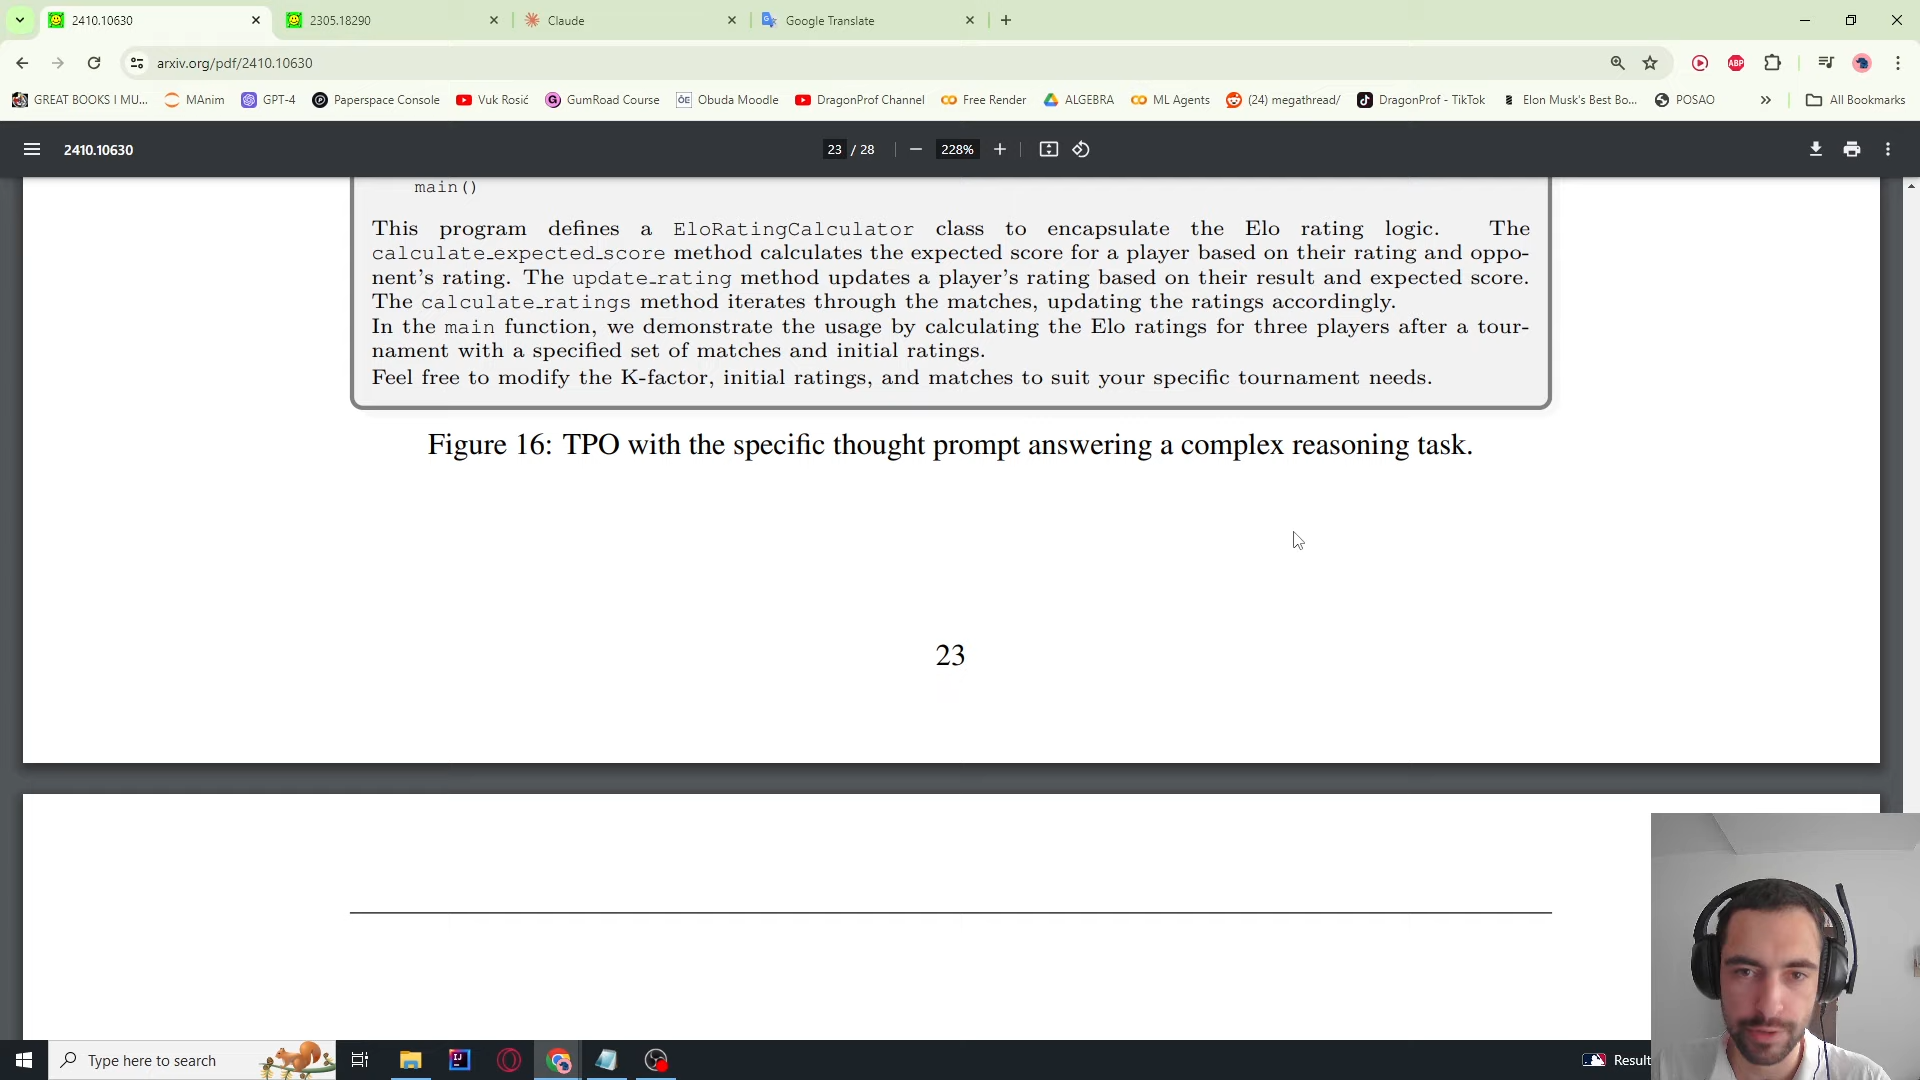 2410.10630
2305.18290
Claude
Google Translate
arxiv.org/pdf/2410.10630
ABP
GREAT BOOKS I MU...
MAnim
GPT-4
Paperspace Console
Vuk Rosić
GumRoad Course
Obuda Moodle
DragonProf Channel
Free Render
ALGEBRA
ML Agents
(24) megathread/
DragonProf - TikTok
Elon Musk's Best Bo...
POSAO
All Bookmarks
2410.10630
23 / 28
228%
main()
This program defines a EloRatingCalculator class to encapsulate the Elo rating logic. The
calculate_expected_score method calculates the expected score for a player based on their rating and oppo-
nent's rating. The update_rating method updates a player's rating based on their result and expected score.
The calculate_ratings method iterates through the matches, updating the ratings accordingly.
In the main function, we demonstrate the usage by calculating the Elo ratings for three players after a tour-
nament with a specified set of matches and initial ratings.
Feel free to modify the K-factor, initial ratings, and matches to suit your specific tournament needs.
Figure 16: TPO with the specific thought prompt answering a complex reasoning task.
23
Type here to search
Result